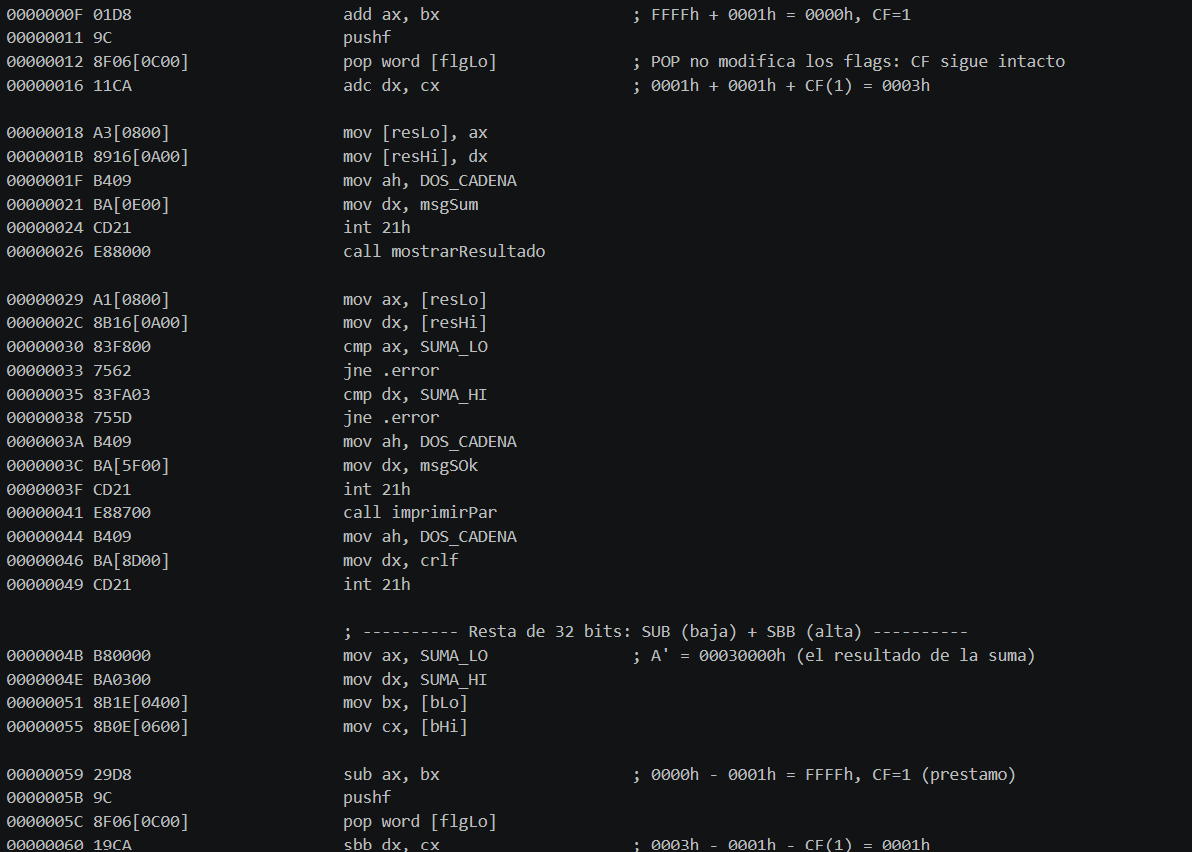 0000000F 01D8 add ax, bx ; FFFFh + 0001h = 0000h, CF=1
00000011 9C pushf
00000012 8F06[0C00] pop word [flgLo] ; POP no modifica los flags: CF sigue intacto
00000016 11CA adc dx, cx ; 0001h + 0001h + CF(1) = 0003h
00000018 A3[0800] mov [resLo], ax
0000001B 8916[0A00] mov [resHi], dx
0000001F B409 mov ah, DOS_CADENA
00000021 BA[0E00] mov dx, msgSum
00000024 CD21 int 21h
00000026 E88000 call mostrarResultado
00000029 A1[0800] mov ax, [resLo]
0000002C 8B16[0A00] mov dx, [resHi]
00000030 83F800 cmp ax, SUMA_LO
00000033 7562 jne .error
00000035 83FA03 cmp dx, SUMA_HI
00000038 755D jne .error
0000003A B409 mov ah, DOS_CADENA
0000003C BA[5F00] mov dx, msgSOk
0000003F CD21 int 21h
00000041 E88700 call imprimirPar
00000044 B409 mov ah, DOS_CADENA
00000046 BA[8D00] mov dx, crlf
00000049 CD21 int 21h
; ---------- Resta de 32 bits: SUB (baja) + SBB (alta) ----------
0000004B B80000 mov ax, SUMA_LO ; A' = 00030000h (el resultado de la suma)
0000004E BA0300 mov dx, SUMA_HI
00000051 8B1E[0400] mov bx, [bLo]
00000055 8B0E[0600] mov cx, [bHi]
00000059 29D8 sub ax, bx ; 0000h - 0001h = FFFFh, CF=1 (prestamo)
0000005B 9C pushf
0000005C 8F06[0C00] pop word [flgLo]
00000060 19CA sbb dx, cx ; 0003h - 0001h - CF(1) = 0001h